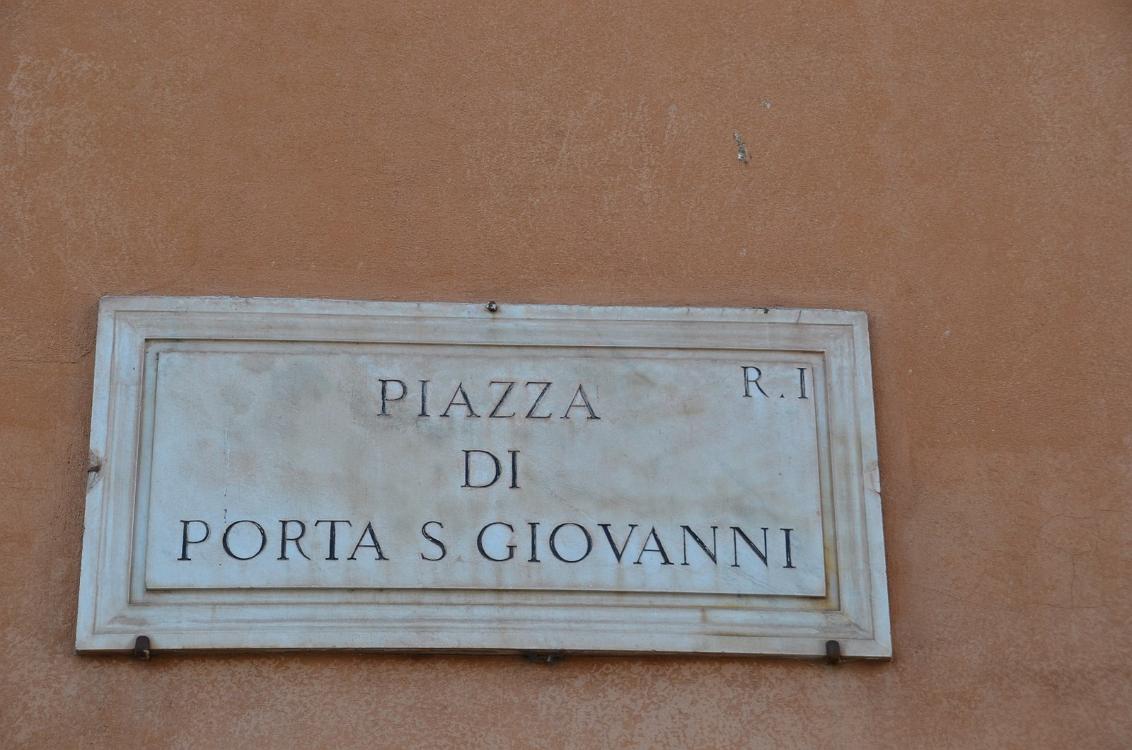 PIAZZA
R. I
DI
PORTA S GIOVANNI